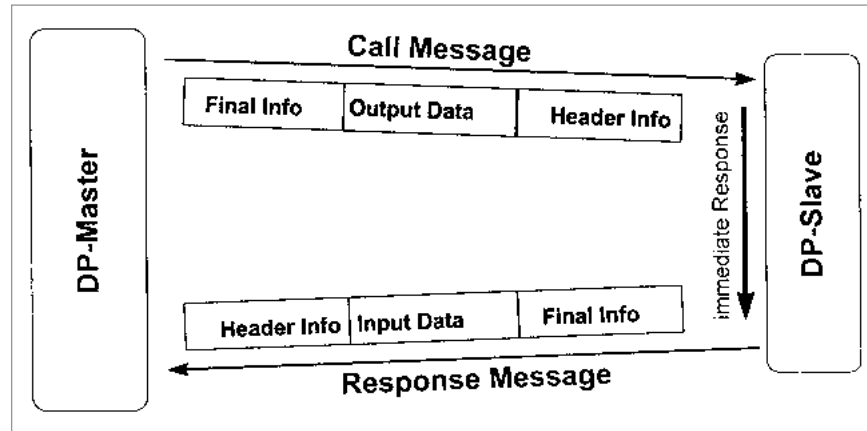 Call Message
Final Info Output Data Header Info
DP-Master
Immediate Response
DP-Slave
Header Info Input Data Final Info
Response Message